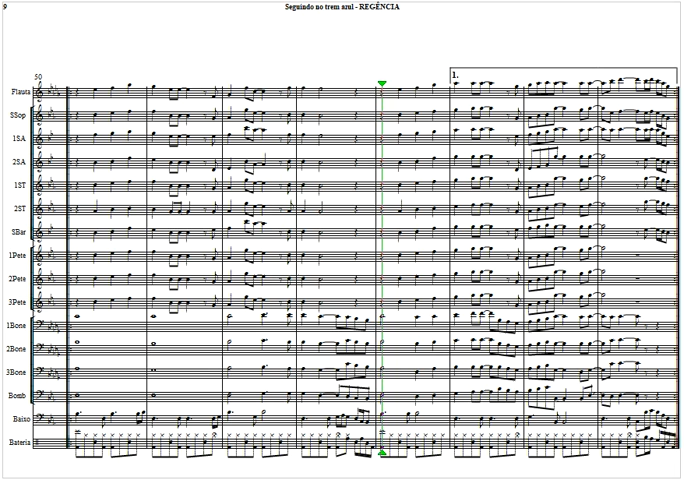 9
Seguindo no trem azul - REGÊNCIA
1.
50
Flauta
SSop
1SA
2SA
1ST
2ST
SBar
1Pete
2Pete
3Pete
1Bone
2Bone
3Bone
Bomb
Baixo
Bateria